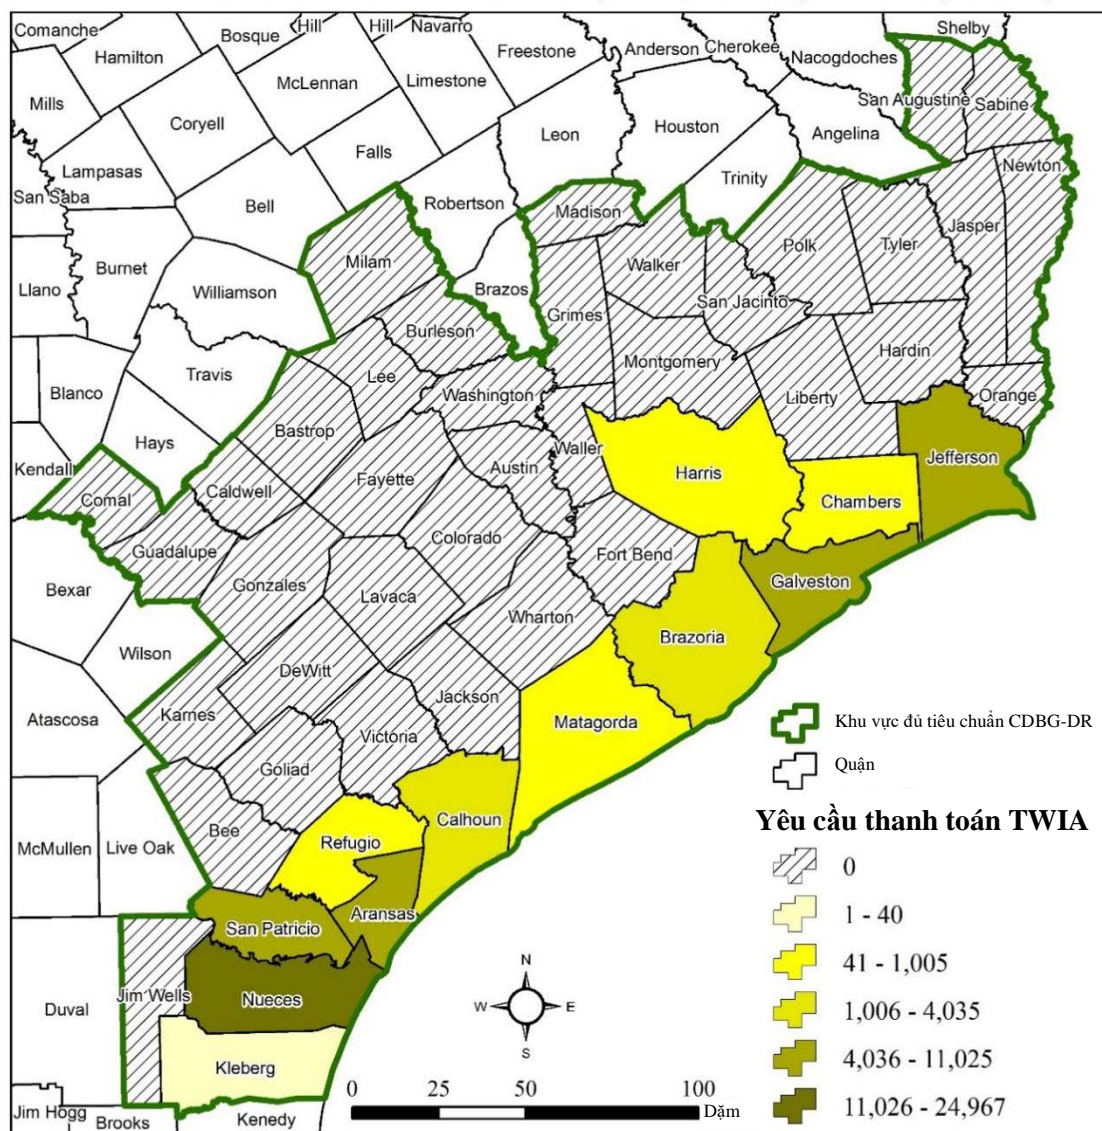 Comanche
Hamilton
Bosque
Hill
Hill
Navarro
Freestone
Anderson
Cherokee
Nacogdoches
Shelby
San Augustine
Sabine
Mills
Coryell
McLennan
Limestone
Leon
Houston
Angelina
Newton
Lampasas
Falls
Trinity
San Saba
Bell
Robertson
Madison
Jasper
Burnet
Milam
Walker
Polk
Tyler
Llano
Williamson
Brazos
Grimes
San Jacinto
Burleson
Travis
Lee
Montgomery
Hardin
Blanco
Washington
Liberty
Orange
Hays
Bastrop
Kendall
Fayette
Austin
Waller
Harris
Jefferson
Comal
Caldwell
Chambers
Guadalupe
Colorado
Fort Bend
Bexar
Gonzales
Lavaca
Galveston
Wharton
Brazoria
Wilson
DeWitt
Jackson
Atascosa
Karnes
Victoria
Matagorda
Goliad
Calhoun
Bee
McMullen
Live Oak
Refugio
San Patricio
Aransas
Duval
Jim Wells
Nueces
Kleberg
Jim Hogg
Brooks
Kenedy
N
W
E
S
0 25 50 100
Dặm
Khu vực đủ tiêu chuẩn CDBG-DR
Quận
Yêu cầu thanh toán TWIA
0
1 - 40
41 - 1,005
1,006 - 4,035
4,036 - 11,025
11,026 - 24,967